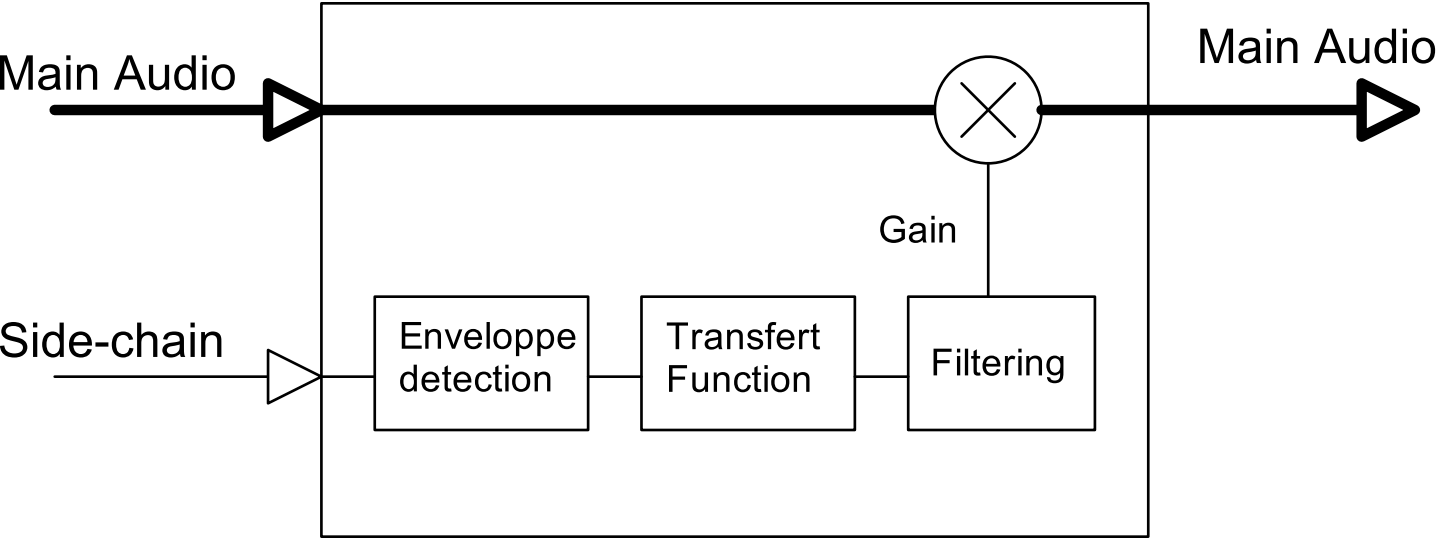 Main Audio
Main Audio
Gain
Side-chain
Enveloppe
detection
Transfert
Function
Filtering